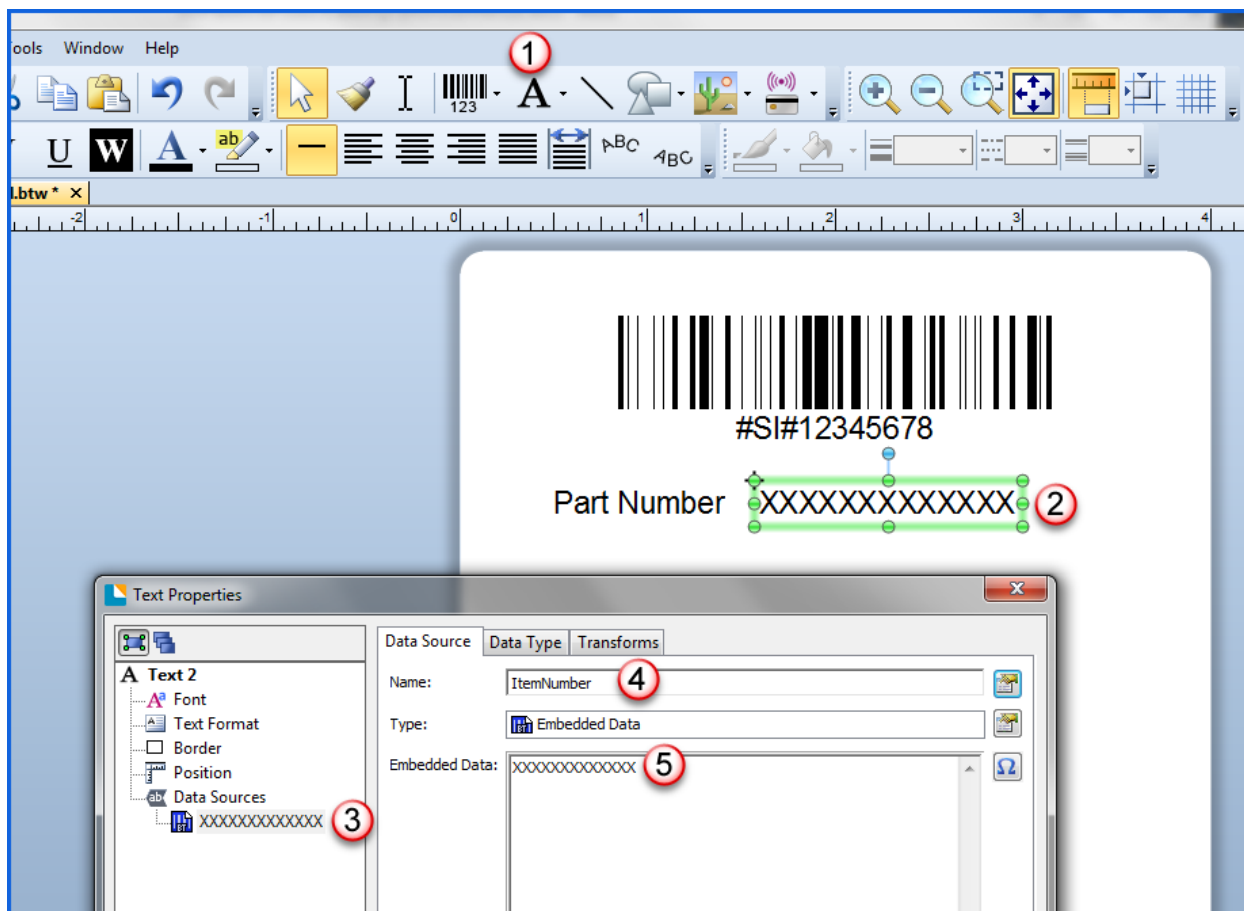 ools Window Help
1
123 A
U W A ab ABC ABC
l.btw * ×
-2 -1 0 1 2 3 4
#SI#12345678
Part Number XXXXXXXXXXXXX 2
Text Properties
Data Source Data Type Transforms
A Text 2
Name: ItemNumber 4
Font
Text Format
Type: Embedded Data
Border
Embedded Data: XXXXXXXXXXXXX 5
Position
Data Sources
XXXXXXXXXXXXX 3